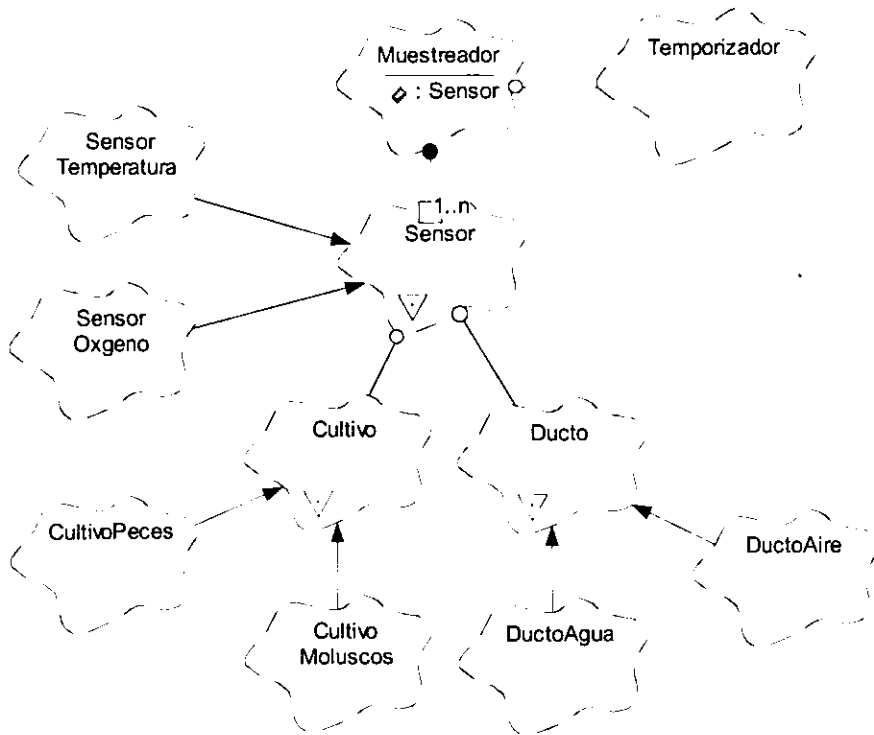 Muestreador
: Sensor
Temporizador
Sensor
Temperatura
1..n
Sensor
Sensor
Oxgeno
Cultivo
Ducto
CultivoPeces
DuctoAire
Cultivo
Moluscos
DuctoAgua